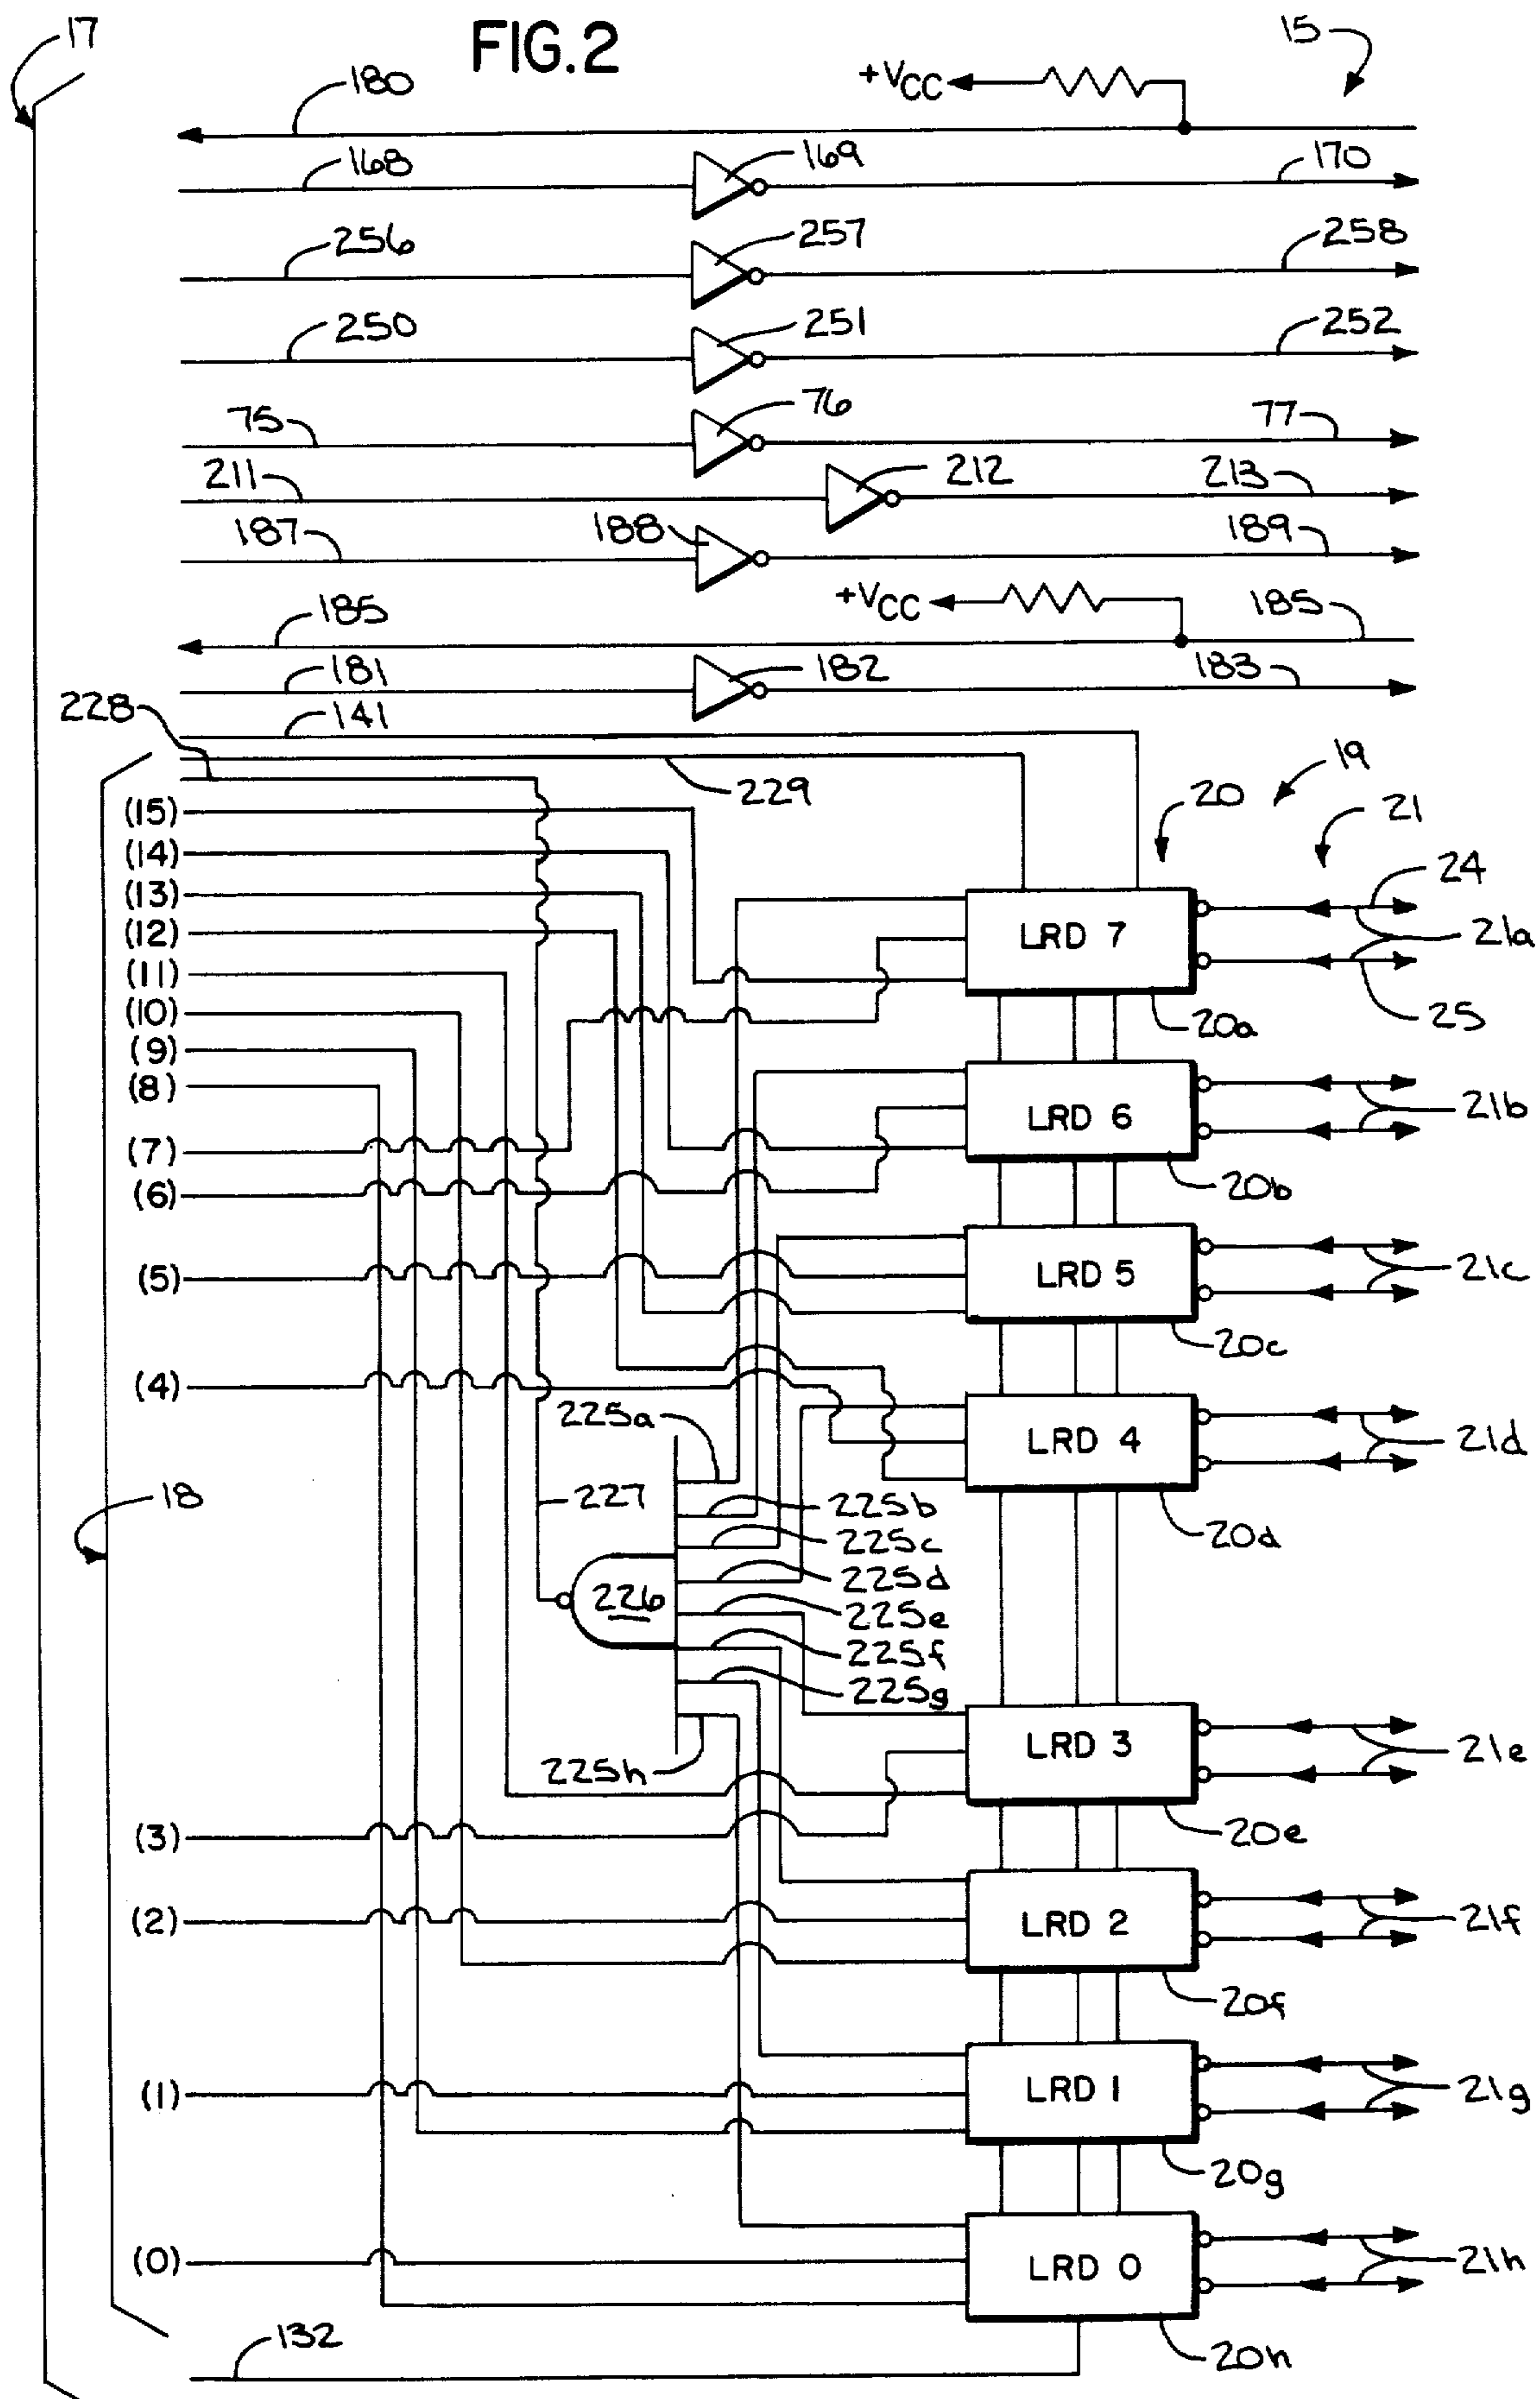 FIG.2
17
15
180
+VCC
168
169
170
256
257
258
250
251
252
75
76
77
211
212
213
187
188
189
+VCC
185
185
181
182
183
228
141
229
19
20
21
(15)
(14)
(13)
(12)
(11)
(10)
(9)
(8)
(7)
(6)
(5)
(4)
(3)
(2)
(1)
(0)
24
LRD 7
21a
25
20a
LRD 6
21b
20b
LRD 5
21c
20c
LRD 4
21d
20d
225a
18
227
225b
225c
225d
226
225e
225f
225g
225h
LRD 3
21e
20e
LRD 2
21f
20f
LRD 1
21g
20g
LRD 0
21h
20h
132